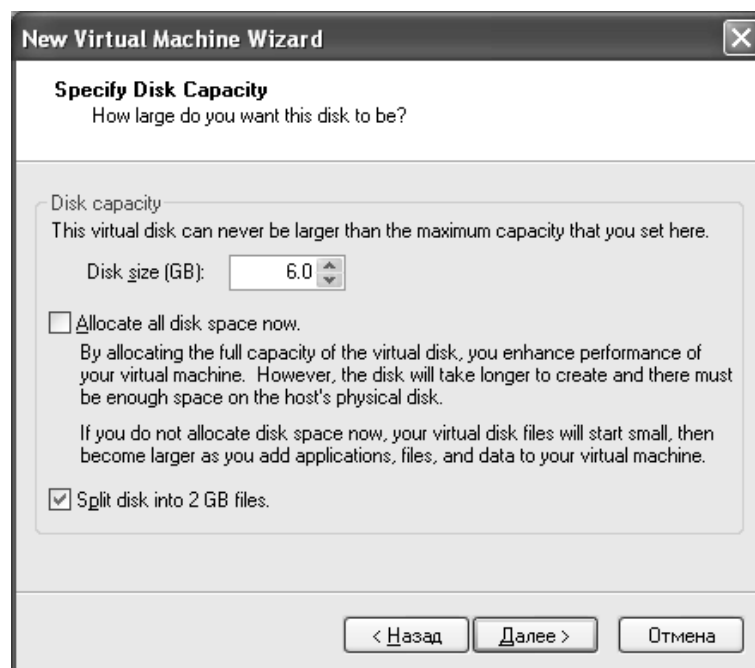 New Virtual Machine Wizard
Specify Disk Capacity
How large do you want this disk to be?
Disk capacity
This virtual disk can never be larger than the maximum capacity that you set here.
Disk size (GB): 6.0
Allocate all disk space now.
By allocating the full capacity of the virtual disk, you enhance performance of
your virtual machine. However, the disk will take longer to create and there must
be enough space on the host's physical disk.
If you do not allocate disk space now, your virtual disk files will start small, then
become larger as you add applications, files, and data to your virtual machine.
Split disk into 2 GB files.
< Назад Далее > Отмена